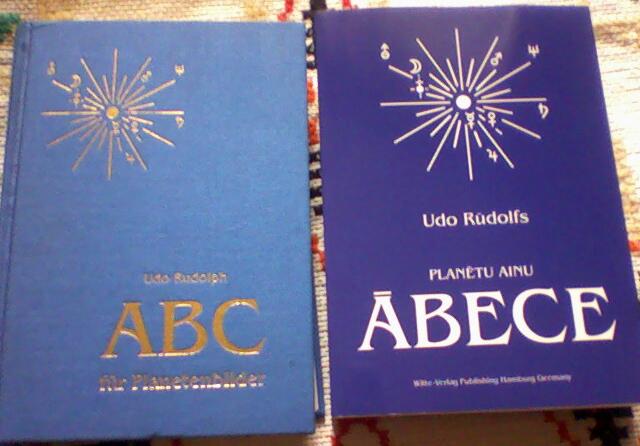 Udo Rudolph
ABC
für Planetenbilder
Udo Rūdolfs
PLANĒTU AINU
ĀBECE
Witte-Verlag Publishing Hamburg Germany